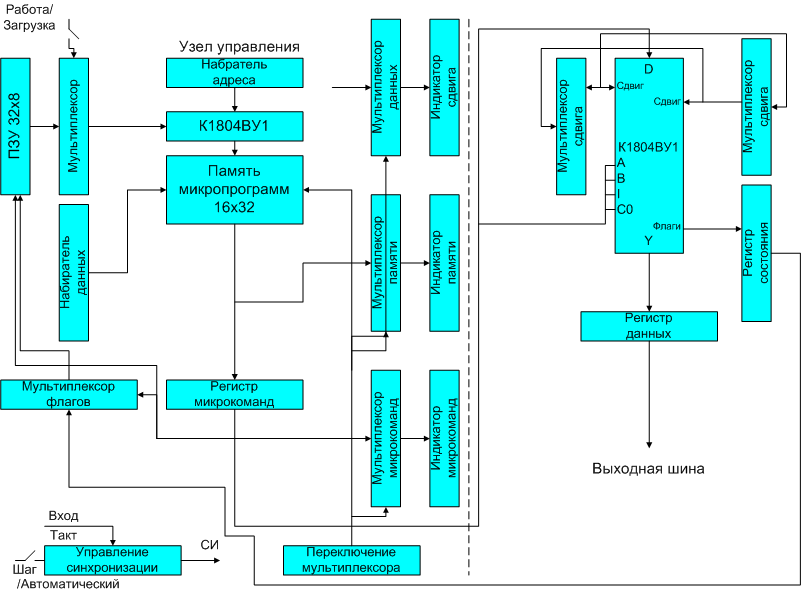 Работа/
Загрузка
Узел управления
ПЗУ 32x8
Мультиплексор
Набратель
адреса
К1804ВУ1
Память
микропрограмм
16x32
Набиратель
данных
Мультиплексор
данных
Индикатор
сдвига
Мультиплексор
памяти
Индикатор
памяти
Мультиплексор
флагов
Регистр
микрокоманд
Мультиплексор
микрокоманд
Индикатор
микрокоманд
Вход
Такт
Управление
синхронизации
СИ
Шаг
/Автоматический
Переключение
мультиплексора
Мультиплексор
сдвига
D
Сдвиг
Сдвиг
К1804ВУ1
A
B
I
C0
Флаги
Y
Мультиплексор
сдвига
Регистр
состояния
Регистр
данных
Выходная шина